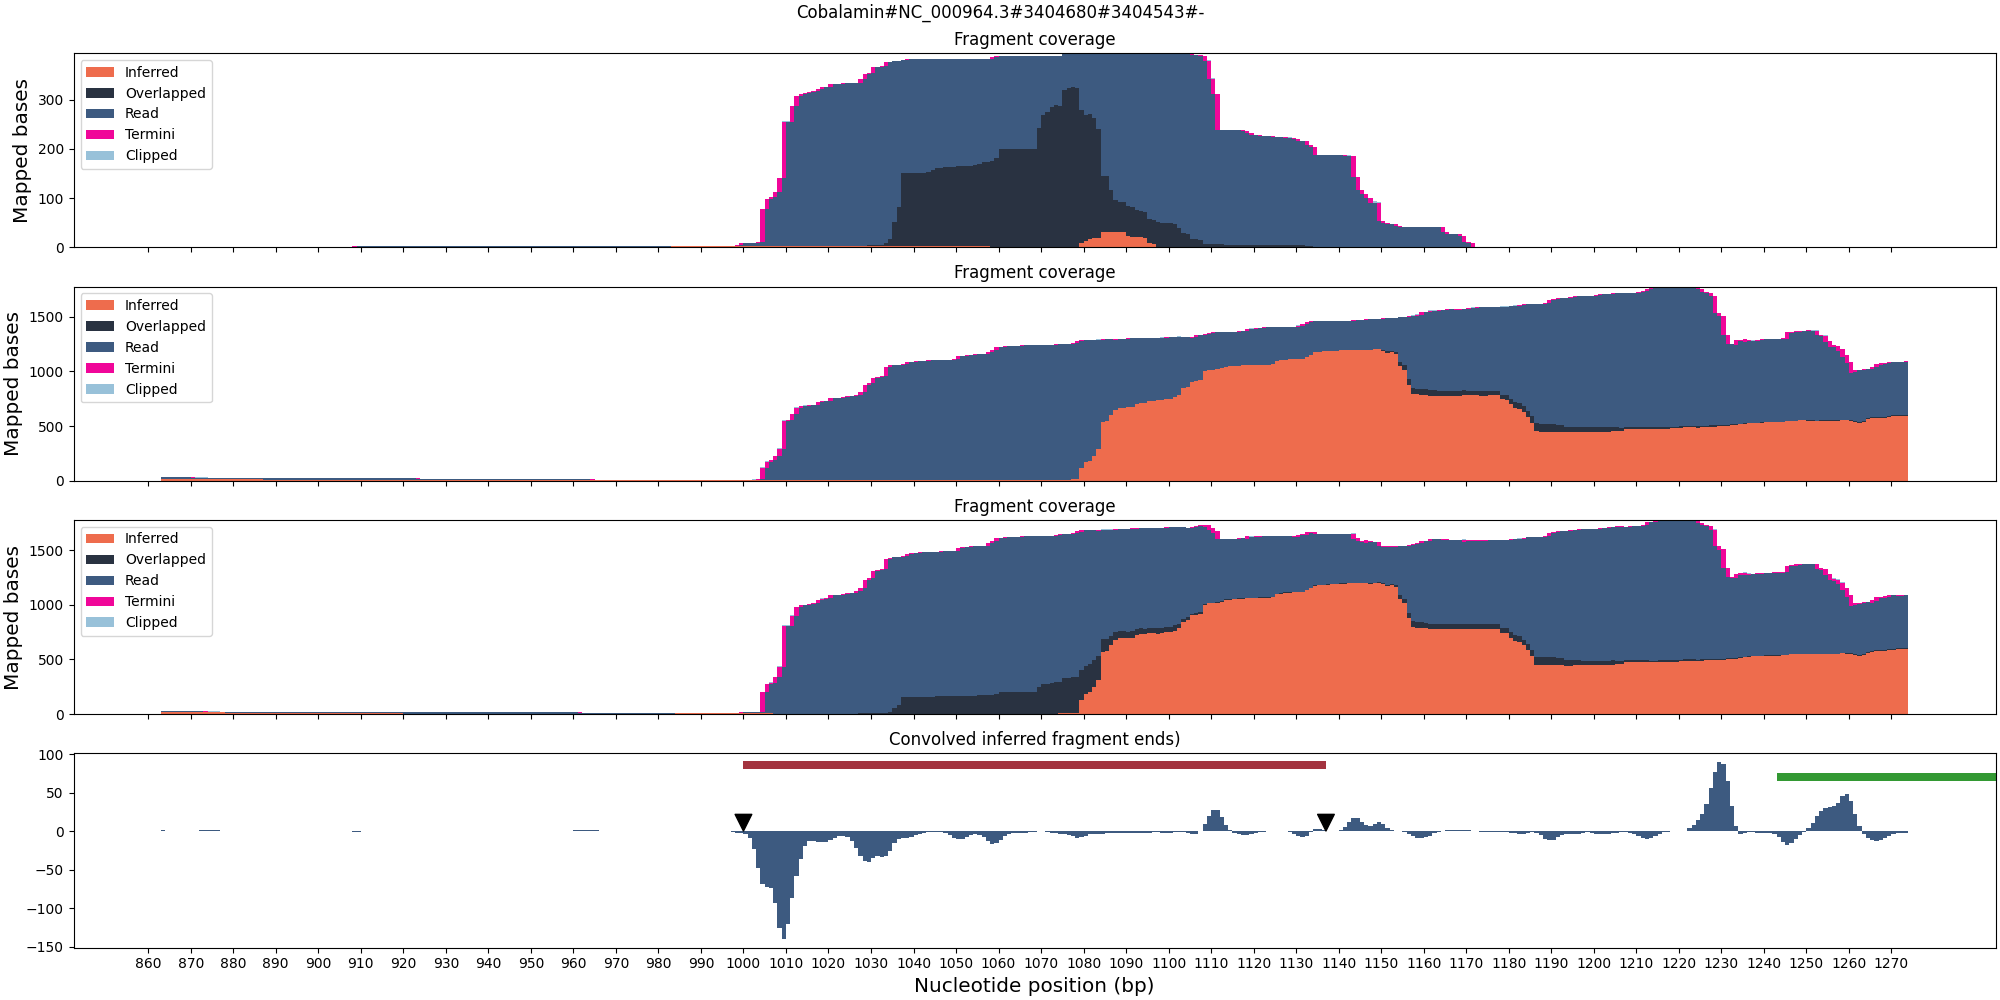 Cobalamin#NC_000964.3#3404680#3404543#-
Fragment coverage
Mapped bases
300
200
100
0
Inferred
Overlapped
Read
Termini
Clipped
Fragment coverage
Mapped bases
1500
1000
500
0
Inferred
Overlapped
Read
Termini
Clipped
Fragment coverage
Mapped bases
1500
1000
500
0
Inferred
Overlapped
Read
Termini
Clipped
Convolved inferred fragment ends)
100
50
0
−50
−100
−150
860 870 880 890 900 910 920 930 940 950 960 970 980 990 1000 1010 1020 1030 1040 1050 1060 1070 1080 1090 1100 1110 1120 1130 1140 1150 1160 1170 1180 1190 1200 1210 1220 1230 1240 1250 1260 1270
Nucleotide position (bp)